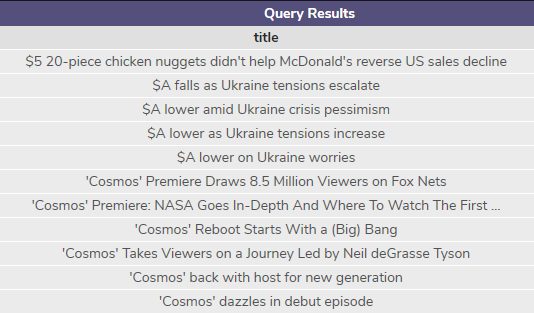 Query Results
title
$5 20-piece chicken nuggets didn't help McDonald's reverse US sales decline
$A falls as Ukraine tensions escalate
$A lower amid Ukraine crisis pessimism
$A lower as Ukraine tensions increase
$A lower on Ukraine worries
'Cosmos' Premiere Draws 8.5 Million Viewers on Fox Nets
'Cosmos' Premiere: NASA Goes In-Depth And Where To Watch The First ...
'Cosmos' Reboot Starts With a (Big) Bang
'Cosmos' Takes Viewers on a Journey Led by Neil deGrasse Tyson
'Cosmos' back with host for new generation
'Cosmos' dazzles in debut episode